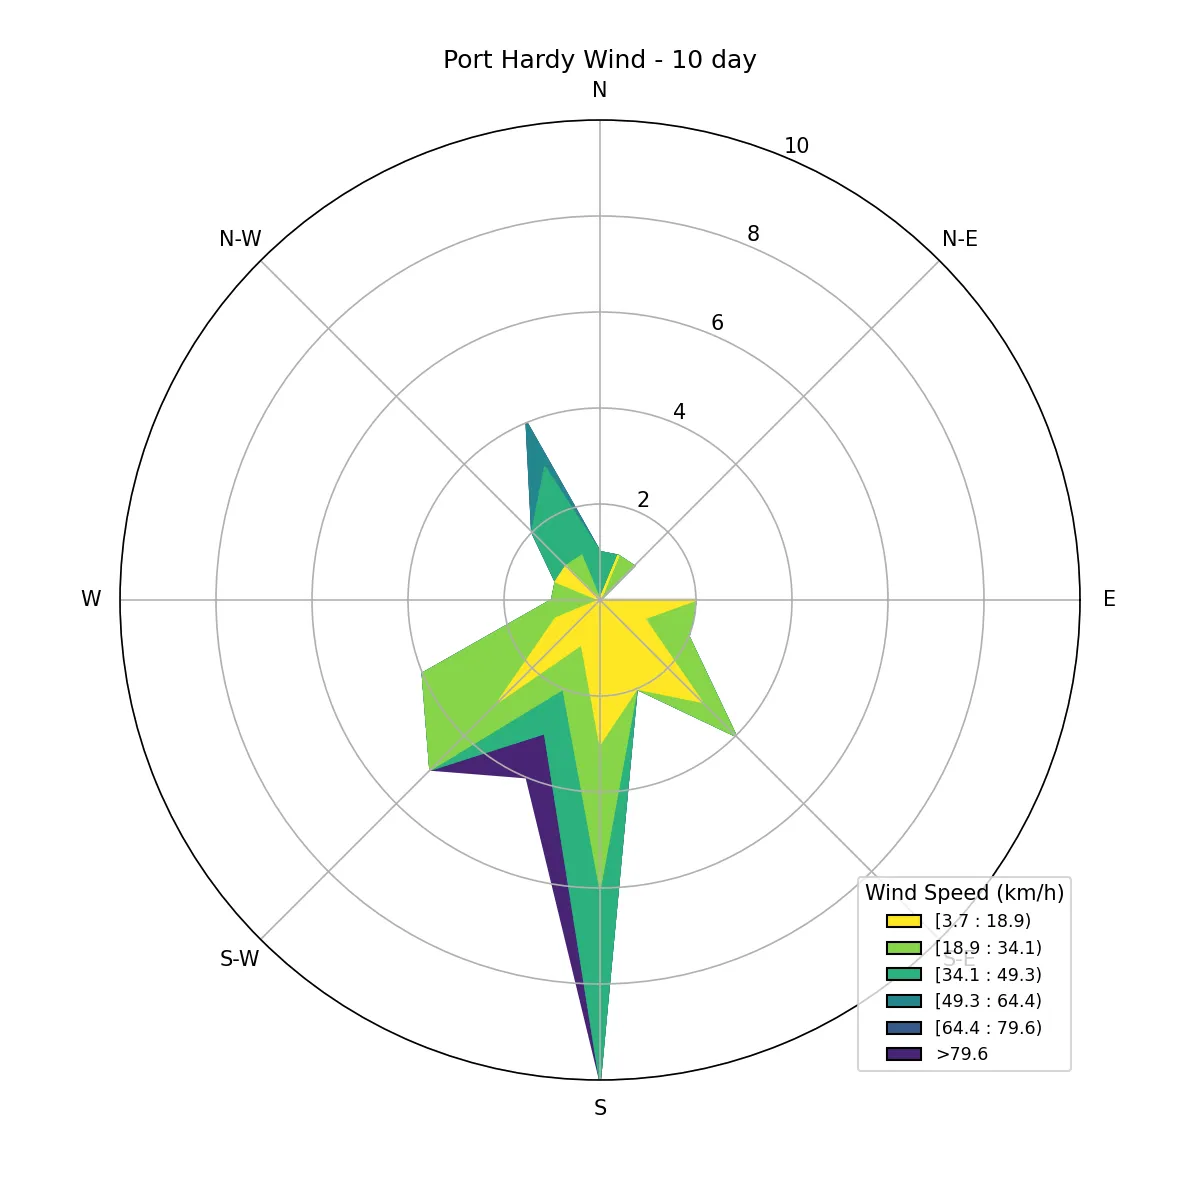 Port Hardy Wind - 10 day
N
10
N-W
N-E
8
6
4
2
W
E
Wind Speed (km/h)
[3.7 : 18.9)
[18.9 : 34.1)
S-W
S-E
[34.1 : 49.3)
[49.3 : 64.4)
[64.4 : 79.6)
>79.6
S